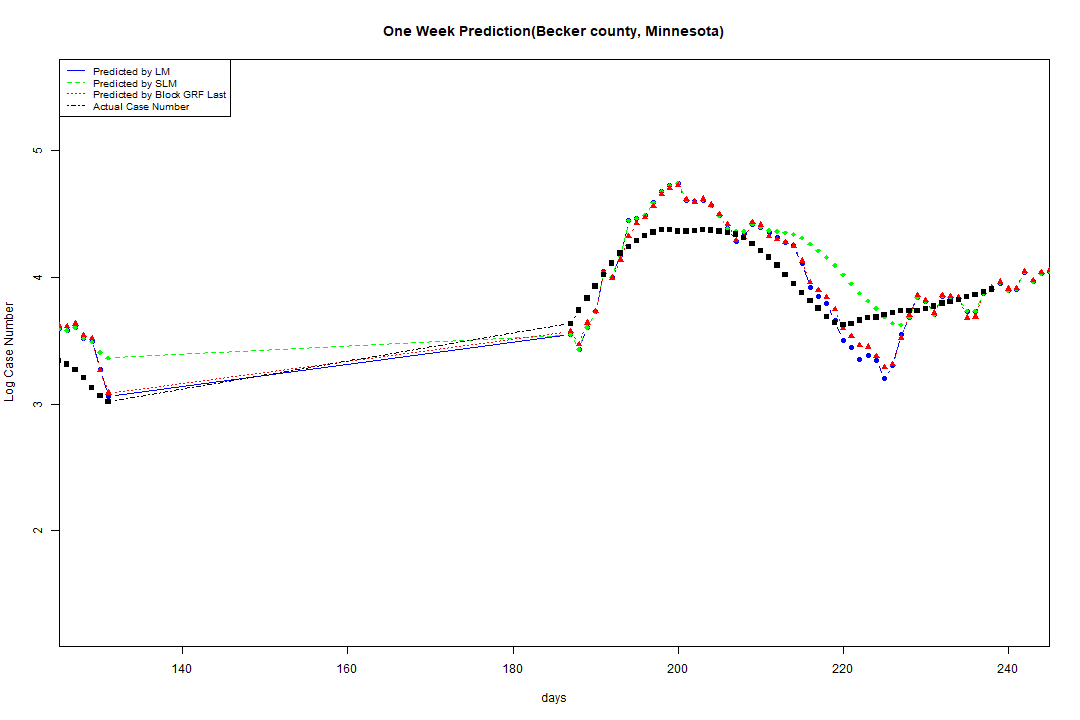 One Week Prediction(Becker county, Minnesota)
Predicted by LM
Predicted by SLM
Predicted by Block GRF Last
Actual Case Number
5
4
3
2
Log Case Number
140 160 180 200 220 240
days